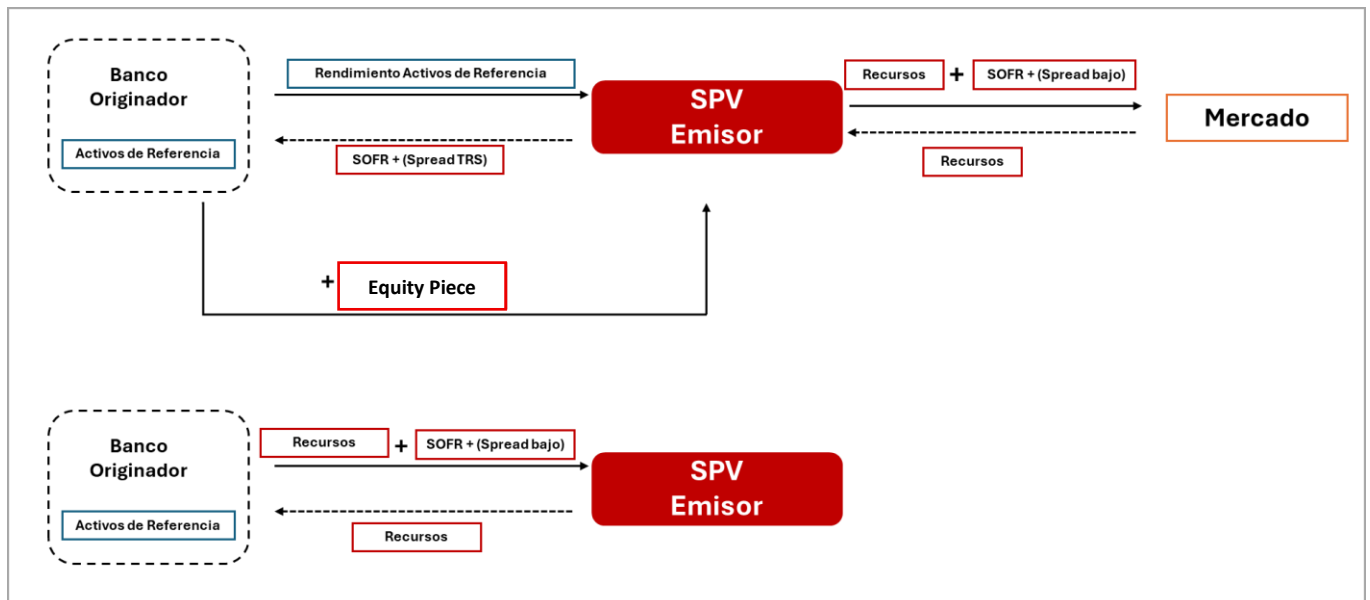 Banco
Originador
Activos de Referencia
Rendimiento Activos de Referencia
SOFR + (Spread TRS)
SPV
Emisor
Recursos + SOFR + (Spread bajo)
Recursos
Mercado
+ Equity Piece
Banco
Originador
Activos de Referencia
Recursos + SOFR + (Spread bajo)
Recursos
SPV
Emisor